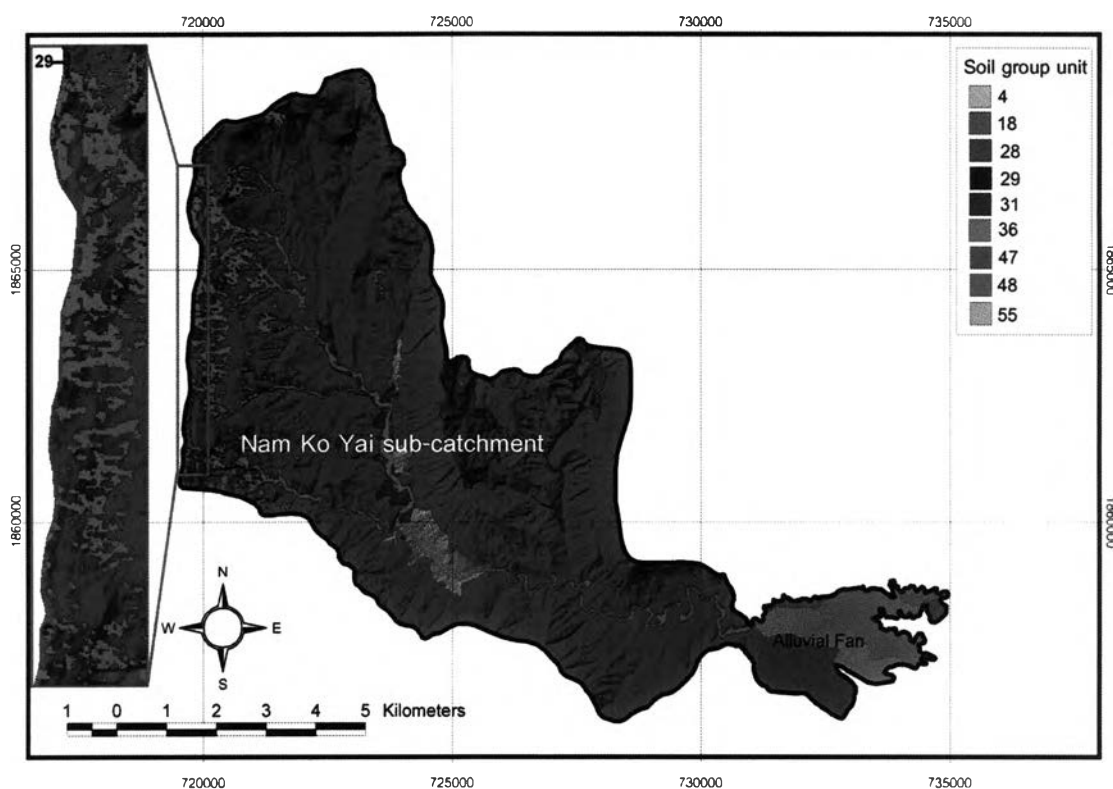 720000 725000 730000 735000
29
Soil group unit
4
18
28
29
31
36
47
48
55
1865000 1865000
Nam Ko Yai sub-catchment
1860000 1860000
N
W E
S
Alluvial Fan
1 0 1 2 3 4 5 Kilometers
720000 725000 730000 735000